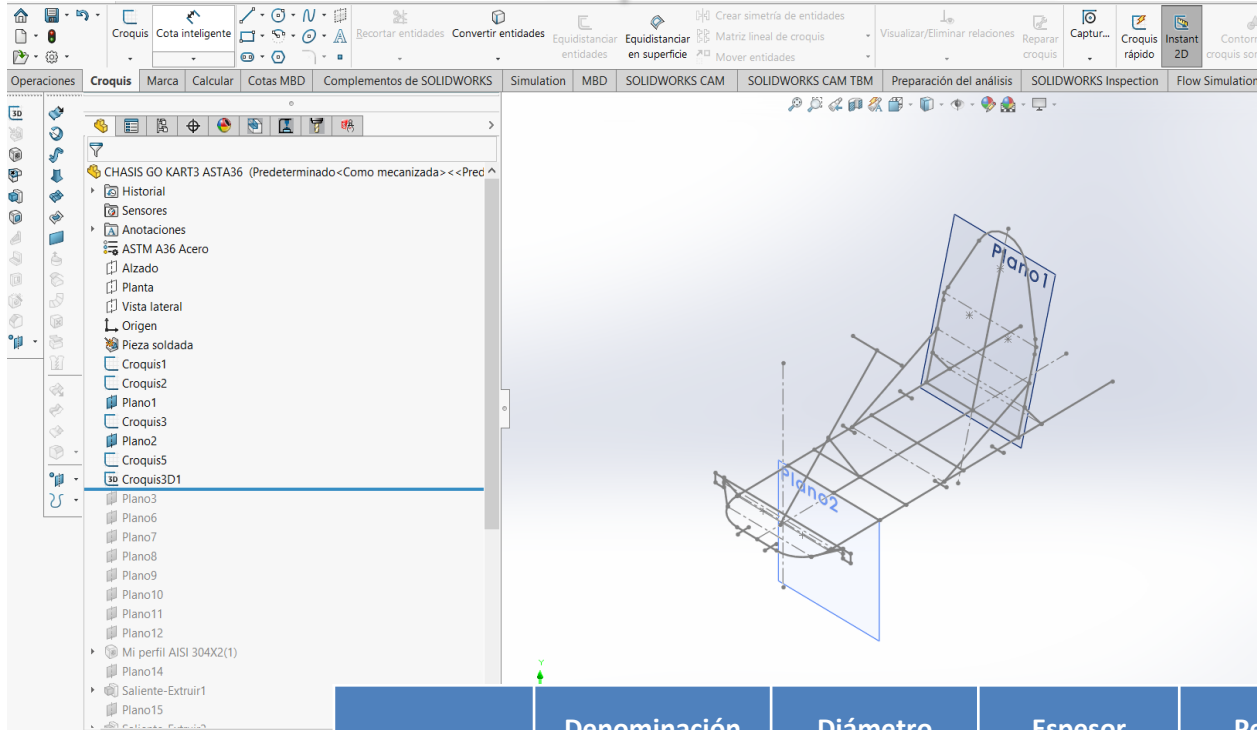 Croquis
Cota inteligente
Recortar entidades
Convertir entidades
Equidistanciar entidades
Equidistanciar en superficie
Crear simetría de entidades
Matriz lineal de croquis
Mover entidades
Visualizar/Eliminar relaciones
Reparar croquis
Captur...
Croquis rápido
Instant 2D
Operaciones
Croquis
Marca
Calcular
Cotas MBD
Complementos de SOLIDWORKS
Simulation
MBD
SOLIDWORKS CAM
SOLIDWORKS CAM TBM
Preparación del análisis
SOLIDWORKS Inspection
Flow Simulation
3D
CHASIS GO KART3 ASTA36 (Predeterminado<Como mecanizada><<Pred
Historial
Sensores
Anotaciones
ASTM A36 Acero
Alzado
Planta
Vista lateral
Origen
Pieza soldada
Croquis1
Croquis2
Plano1
Croquis3
Plano2
Croquis5
3D Croquis3D1
Plano3
Plano6
Plano7
Plano8
Plano9
Plano10
Plano11
Plano12
Mi perfil AISI 304X2(1)
Plano14
Saliente-Extruir1
Plano15
Plano1
Plano2
Y
Denominación
Diámetro
Espesor